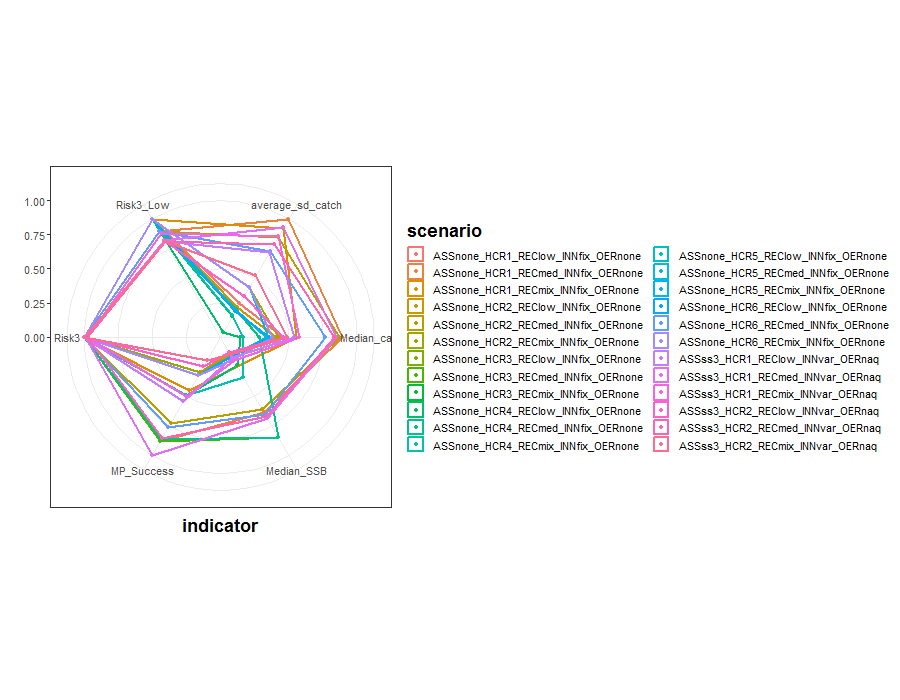 1.00
0.75
0.50
0.25
0.00
Risk3_Low
average_sd_catch
Risk3
Median_ca
MP_Success
Median_SSB
indicator
scenario
ASSnone_HCR1_REClow_INNfix_OERnone
ASSnone_HCR1_RECmed_INNfix_OERnone
ASSnone_HCR1_RECmix_INNfix_OERnone
ASSnone_HCR2_REClow_INNfix_OERnone
ASSnone_HCR2_RECmed_INNfix_OERnone
ASSnone_HCR2_RECmix_INNfix_OERnone
ASSnone_HCR3_REClow_INNfix_OERnone
ASSnone_HCR3_RECmed_INNfix_OERnone
ASSnone_HCR3_RECmix_INNfix_OERnone
ASSnone_HCR4_REClow_INNfix_OERnone
ASSnone_HCR4_RECmed_INNfix_OERnone
ASSnone_HCR4_RECmix_INNfix_OERnone
ASSnone_HCR5_REClow_INNfix_OERnone
ASSnone_HCR5_RECmed_INNfix_OERnone
ASSnone_HCR5_RECmix_INNfix_OERnone
ASSnone_HCR6_REClow_INNfix_OERnone
ASSnone_HCR6_RECmed_INNfix_OERnone
ASSnone_HCR6_RECmix_INNfix_OERnone
ASSss3_HCR1_REClow_INNvar_OERnaq
ASSss3_HCR1_RECmed_INNvar_OERnaq
ASSss3_HCR1_RECmix_INNvar_OERnaq
ASSss3_HCR2_REClow_INNvar_OERnaq
ASSss3_HCR2_RECmed_INNvar_OERnaq
ASSss3_HCR2_RECmix_INNvar_OERnaq